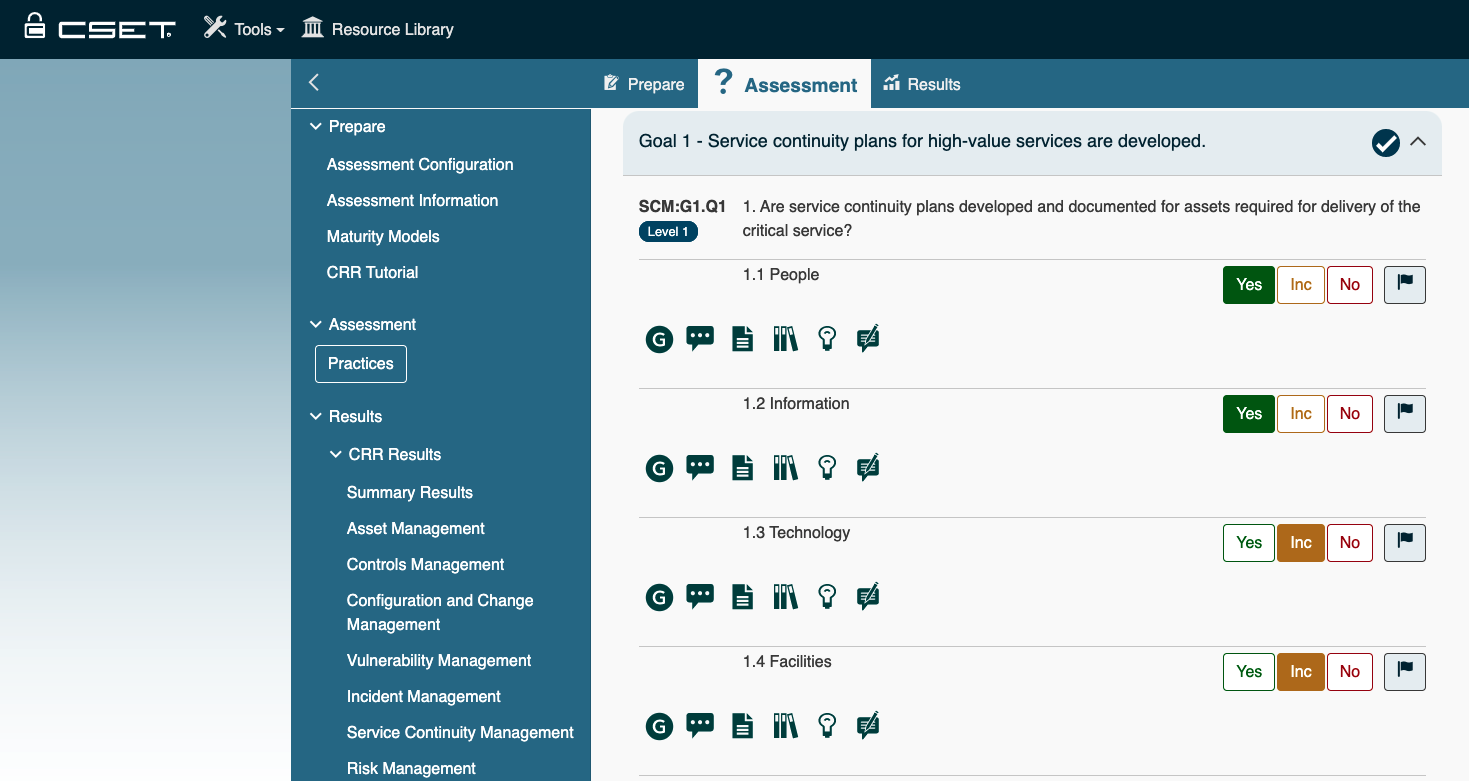 CSET Tools Resource Library
Prepare ? Assessment Results
Prepare
Assessment Configuration
Assessment Information
Maturity Models
CRR Tutorial
Assessment
Practices
Results
CRR Results
Summary Results
Asset Management
Controls Management
Configuration and Change
Management
Vulnerability Management
Incident Management
Service Continuity Management
Risk Management
Goal 1 - Service continuity plans for high-value services are developed.
SCM:G1.Q1 1. Are service continuity plans developed and documented for assets required for delivery of the
Level 1 critical service?
1.1 People Yes Inc No
G
1.2 Information Yes Inc No
G
1.3 Technology Yes Inc No
G
1.4 Facilities Yes Inc No
G